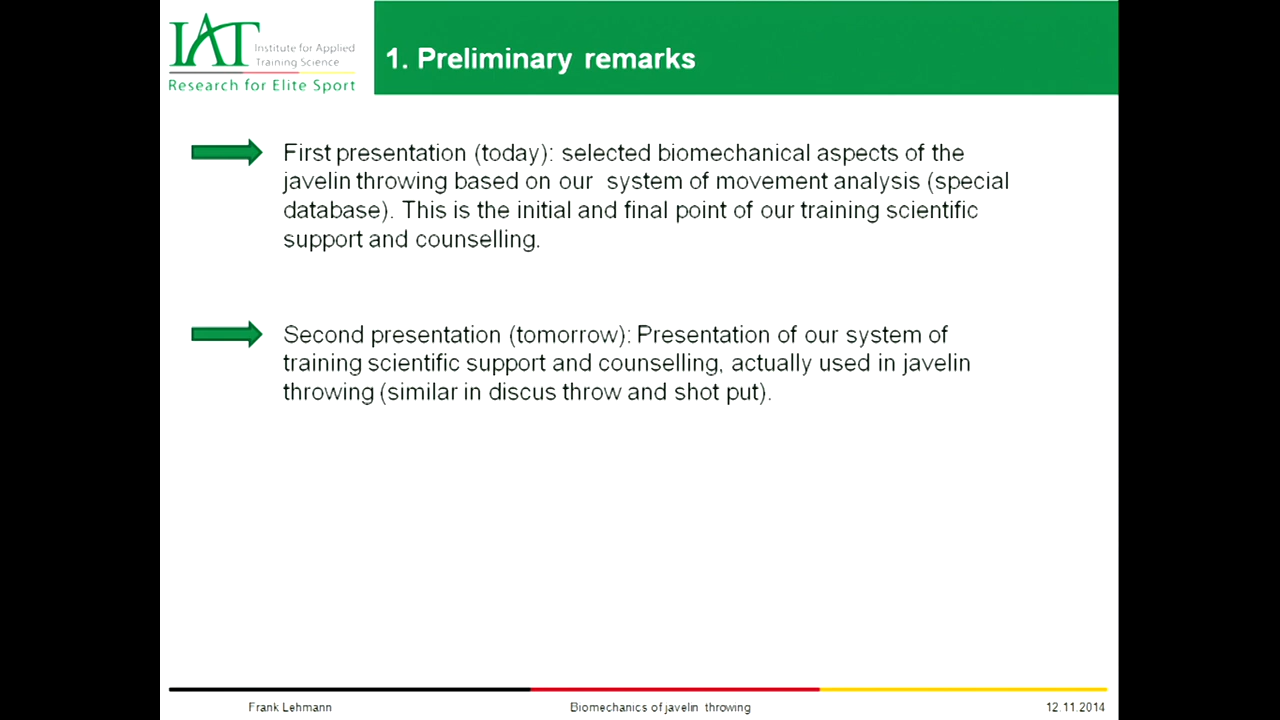 IAT Institute for Applied
Training Science
Research for Elite Sport
1. Preliminary remarks
First presentation (today): selected biomechanical aspects of the
javelin throwing based on our system of movement analysis (special
database). This is the initial and final point of our training scientific
support and counselling.
Second presentation (tomorrow): Presentation of our system of
training scientific support and counselling, actually used in javelin
throwing (similar in discus throw and shot put).
Frank Lehmann
Biomechanics of javelin throwing
12.11.2014